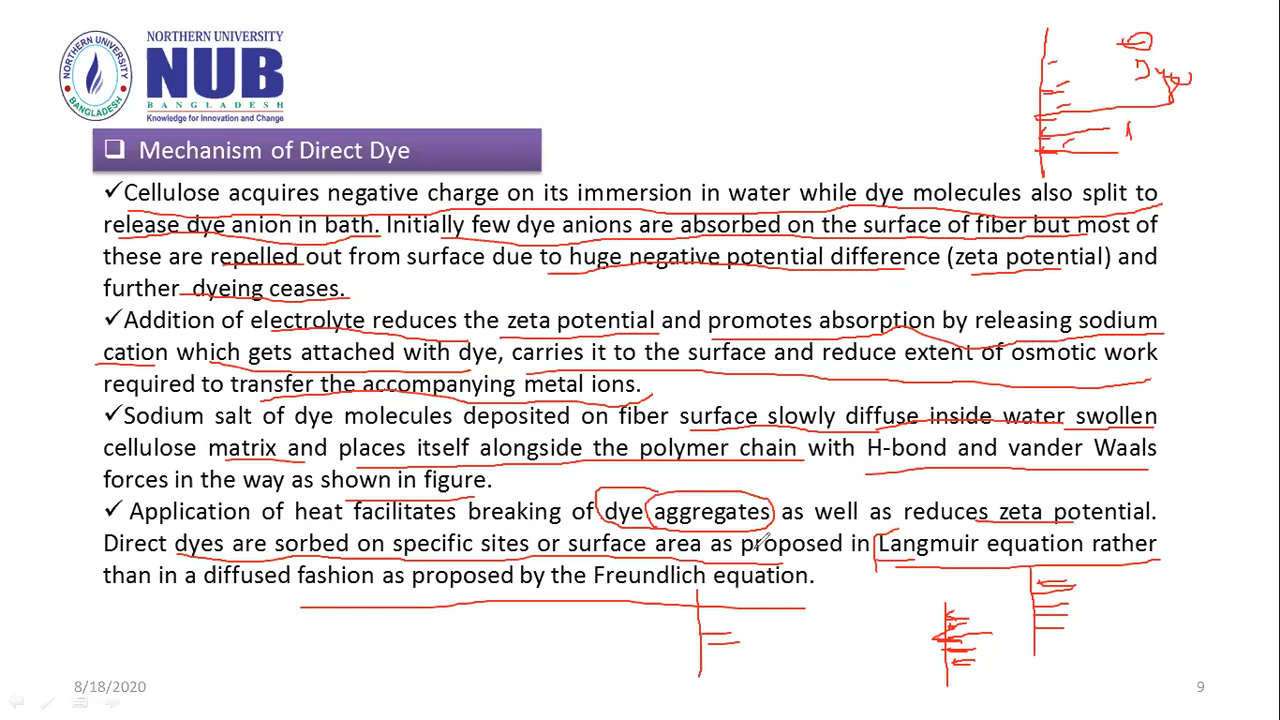 NORTHERN UNIVERSITY
NUB
BANGLADESH
Knowledge for Innovation and Change
NORTHERN UNIVERSITY
BANGLADESH
Dye
Mechanism of Direct Dye
✓Cellulose acquires negative charge on its immersion in water while dye molecules also split to
release dye anion in bath. Initially few dye anions are absorbed on the surface of fiber but most of
these are repelled out from surface due to huge negative potential difference (zeta potential) and
further dyeing ceases.
✓Addition of electrolyte reduces the zeta potential and promotes absorption by releasing sodium
cation which gets attached with dye, carries it to the surface and reduce extent of osmotic work
required to transfer the accompanying metal ions.
✓Sodium salt of dye molecules deposited on fiber surface slowly diffuse inside water swollen
cellulose matrix and places itself alongside the polymer chain with H-bond and vander Waals
forces in the way as shown in figure.
✓ Application of heat facilitates breaking of dye aggregates as well as reduces zeta potential.
Direct dyes are sorbed on specific sites or surface area as proposed in Langmuir equation rather
than in a diffused fashion as proposed by the Freundlich equation.
8/18/2020
9